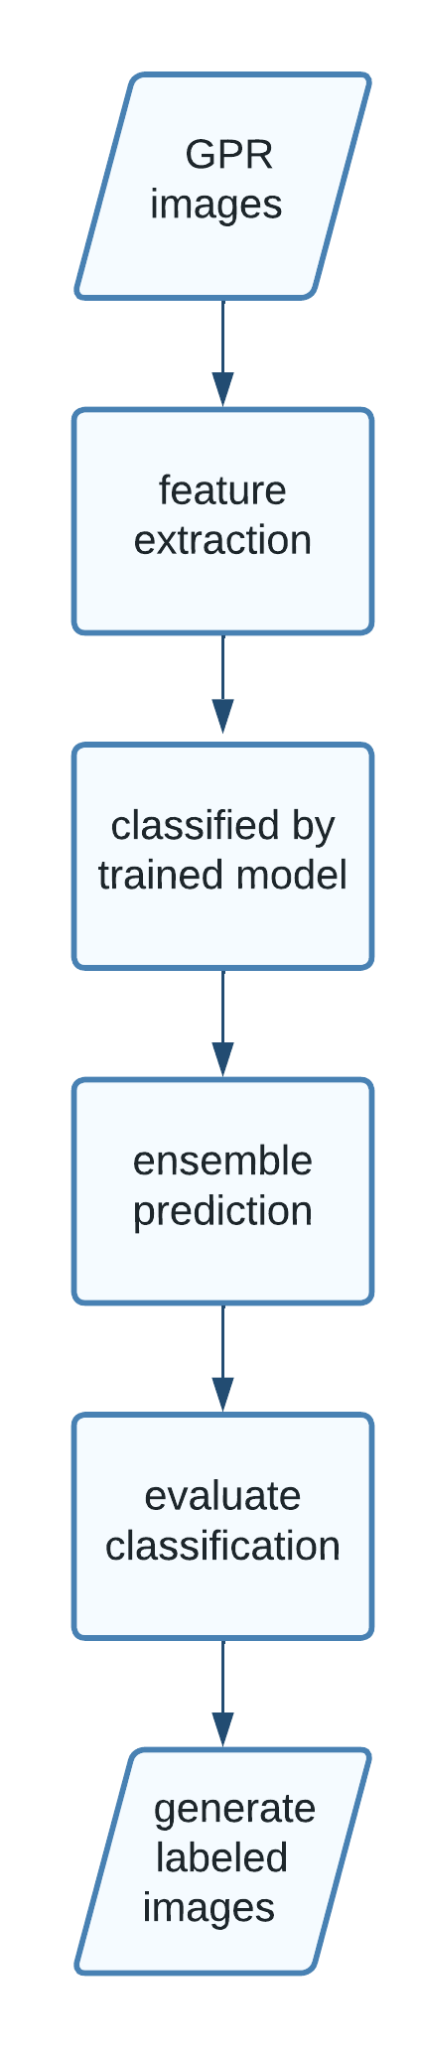 GPR
images
feature
extraction
classified by
trained model
ensemble
prediction
evaluate
classification
generate
labeled
images